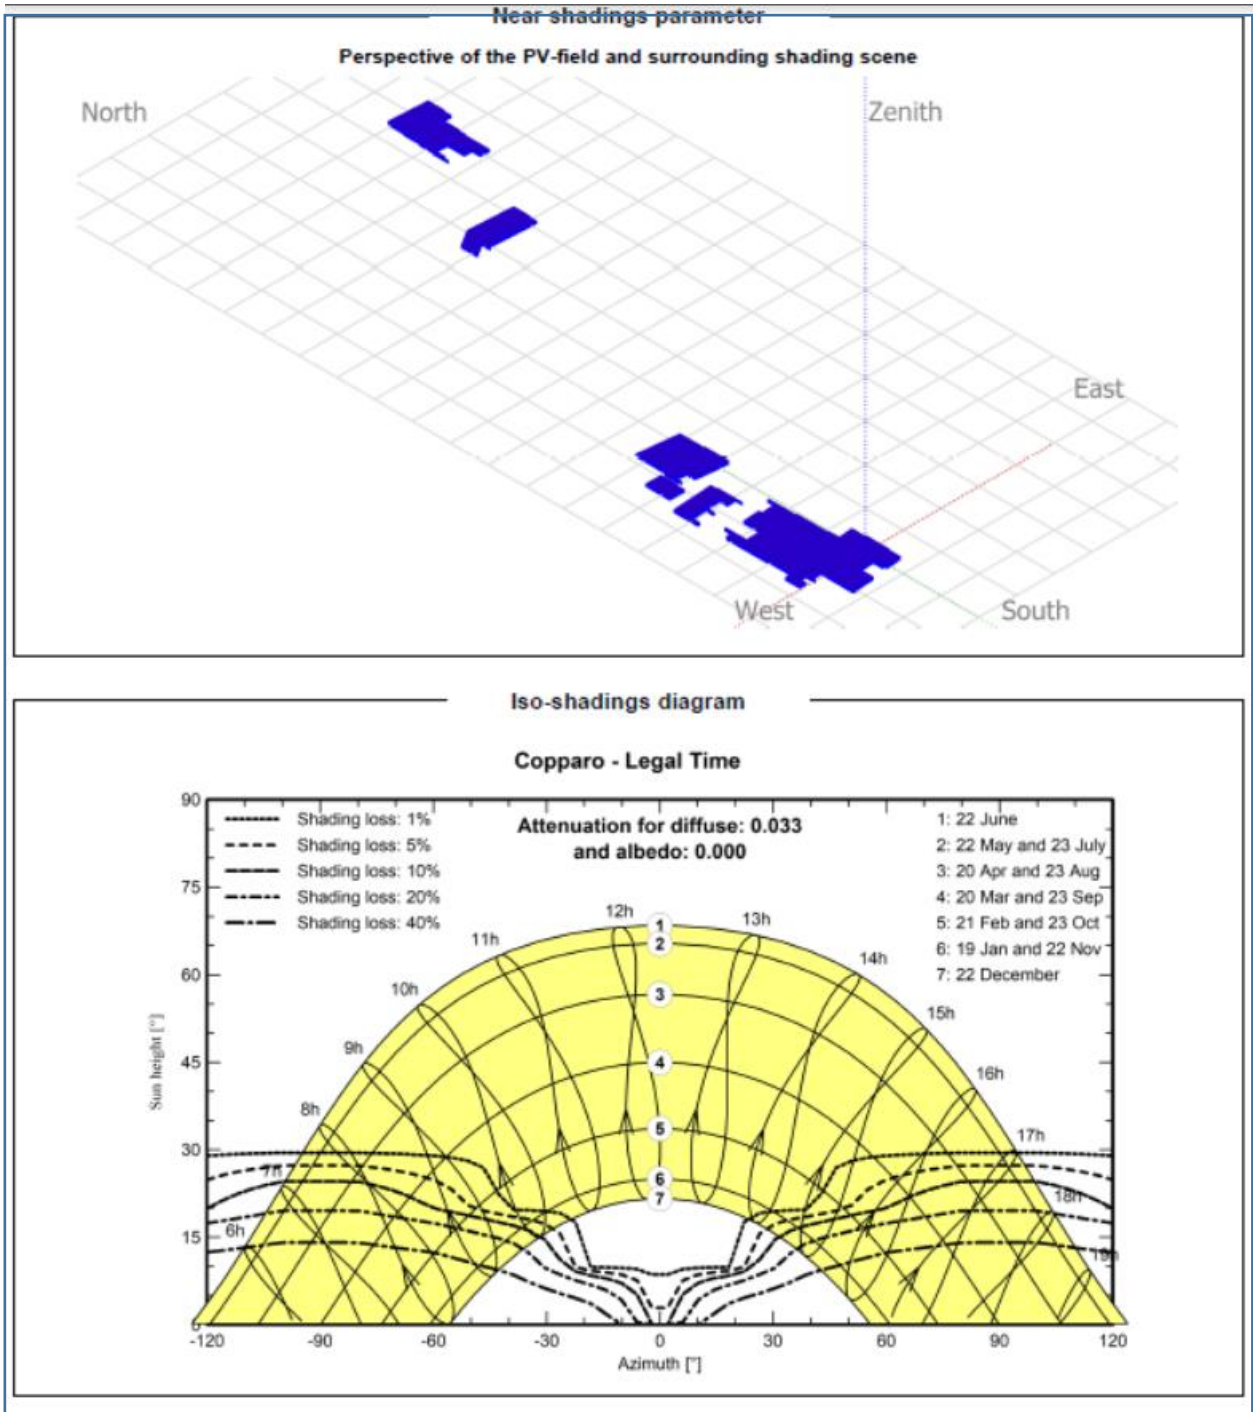 Near shadings parameter
Perspective of the PV-field and surrounding shading scene
North
Zenith
East
West
South
Iso-shadings diagram
Copparo - Legal Time
Attenuation for diffuse: 0.033
and albedo: 0.000
Shading loss: 1%
Shading loss: 5%
Shading loss: 10%
Shading loss: 20%
Shading loss: 40%
1: 22 June
2: 22 May and 23 July
3: 20 Apr and 23 Aug
4: 20 Mar and 23 Sep
5: 21 Feb and 23 Oct
6: 19 Jan and 22 Nov
7: 22 December
90
75
60
45
30
15
0
Sun height [°]
6h
7h
8h
9h
10h
11h
12h
13h
14h
15h
16h
17h
18h
19h
1
2
3
4
5
6
7
-120
-90
-60
-30
0
30
60
90
120
Azimuth [°]